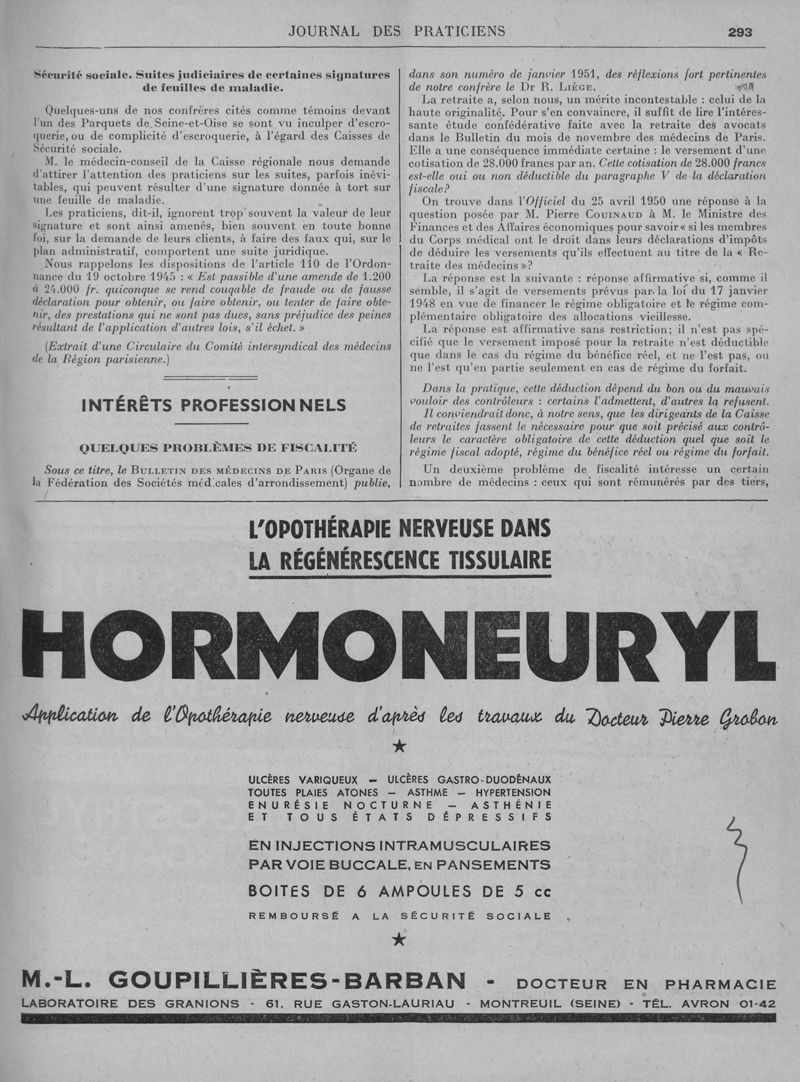 JOURNAL DES PRATICIENS
293
Sécurité sociale. Suites judiciaires de certaines signatures
de feuilles de maladie.
Quelques-uns de nos confrères cités comme témoins devant
l'un des Parquets de Seine-et-Oise se sont vu inculper d'escro-
querie, ou de complicité d'escroquerie, à l'égard des Caisses de
Sécurité sociale.
M. le médecin-conseil de la Caisse régionale nous demande
d'attirer l'attention des praticiens sur les suites, parfois inévi-
tables, qui peuvent résulter d'une signature donnée à tort sur
une feuille de maladie.
Les praticiens, dit-il, ignorent trop souvent la valeur de leur
signature et sont ainsi amenés, bien souvent en toute bonne
foi, sur la demande de leurs clients, à faire des faux qui, sur le
plan administratif, comportent une suite juridique.
Nous rappelons les dispositions de l'article 110 de l'Ordon-
nance du 19 octobre 1945 : « Est passible d'une amende de 1.200
à 24.000 fr. quiconque se rend coupable de fraude ou de fausse
déclaration pour obtenir, ou faire obtenir, ou tenter de faire obte-
nir, des prestations qui ne sont pas dues, sans préjudice des peines
résultant de l'application d'autres lois, s'il échet. »
(Extrait d'une Circulaire du Comité intersyndical des médecins
de la Région parisienne.)
INTÉRÊTS PROFESSIONNELS
QUELQUES PROBLÈMES DE FISCALITÉ
Sous ce titre, le BULLETIN DES MÉDECINS DE PARIS (Organe de
la Fédération des Sociétés médicales d'arrondissement) publie,
dans son numéro de janvier 1951, des réflexions fort pertinentes
de notre confrère le Dr R. LIÈGE.
La retraite a, selon nous, un mérite incontestable : celui de la
haute originalité. Pour s'en convaincre, il suffit de lire l'intéres-
sante étude confédérative faite avec la retraite des avocats
dans le Bulletin du mois de novembre des médecins de Paris.
Elle a une conséquence immédiate certaine : le versement d'une
cotisation de 28.000 francs par an. Cette cotisation de 28.000 francs
est-elle oui ou non déductible du paragraphe V de la déclaration
fiscale?
On trouve dans l'Officiel du 25 avril 1950 une réponse à la
question posée par M. Pierre COUINAUD à M. le Ministre des
Finances et des Affaires économiques pour savoir « si les membres
du Corps médical ont le droit dans leurs déclarations d'impôts
de déduire les versements qu'ils effectuent au titre de la « Re-
traite des médecins »?
La réponse est la suivante : réponse affirmative si, comme il
semble, il s'agit de versements prévus par la loi du 17 janvier
1948 en vue de financer le régime obligatoire et le régime com-
plémentaire obligatoire des allocations vieillesse.
La réponse est affirmative sans restriction; il n'est pas spé-
cifié que le versement imposé pour la retraite n'est déductible
que dans le cas du régime du bénéfice réel, et ne l'est pas, ou
ne l'est qu'en partie seulement en cas de régime du forfait.
Dans la pratique, cette déduction dépend du bon ou du mauvais
vouloir des contrôleurs : certains l'admettent, d'autres la refusent.
Il conviendrait donc, à notre sens, que les dirigeants de la Caisse
de retraites fassent le nécessaire pour que soit précisé aux contrô-
leurs le caractère obligatoire de cette déduction quel que soit le
régime fiscal adopté, régime du bénéfice réel ou régime du forfait.
Un deuxième problème de fiscalité intéresse un certain
nombre de médecins : ceux qui sont rémunérés par des tiers,
L'OPOTHÉRAPIE NERVEUSE DANS
LA RÉGÉNÉRESCENCE TISSULAIRE
HORMONEURYL
Application de l'Opothérapie nerveuse d'après les travaux du Docteur Pierre Grobon
ULCÈRES VARIQUEUX — ULCÈRES GASTRO-DUODÉNAUX
TOUTES PLAIES ATONES — ASTHME — HYPERTENSION
ENURÉSIE NOCTURNE — ASTHÉNIE
ET TOUS ÉTATS DÉPRESSIFS
EN INJECTIONS INTRAMUSCULAIRES
PAR VOIE BUCCALE, EN PANSEMENTS
BOITES DE 6 AMPOULES DE 5 cc
REMBOURSÉ A LA SÉCURITÉ SOCIALE
M.-L. GOUPILLIÈRES-BARBAN - DOCTEUR EN PHARMACIE
LABORATOIRE DES GRANIONS - 61, RUE GASTON-LAURIAU - MONTREUIL (SEINE) - TÉL. AVRON 01-42